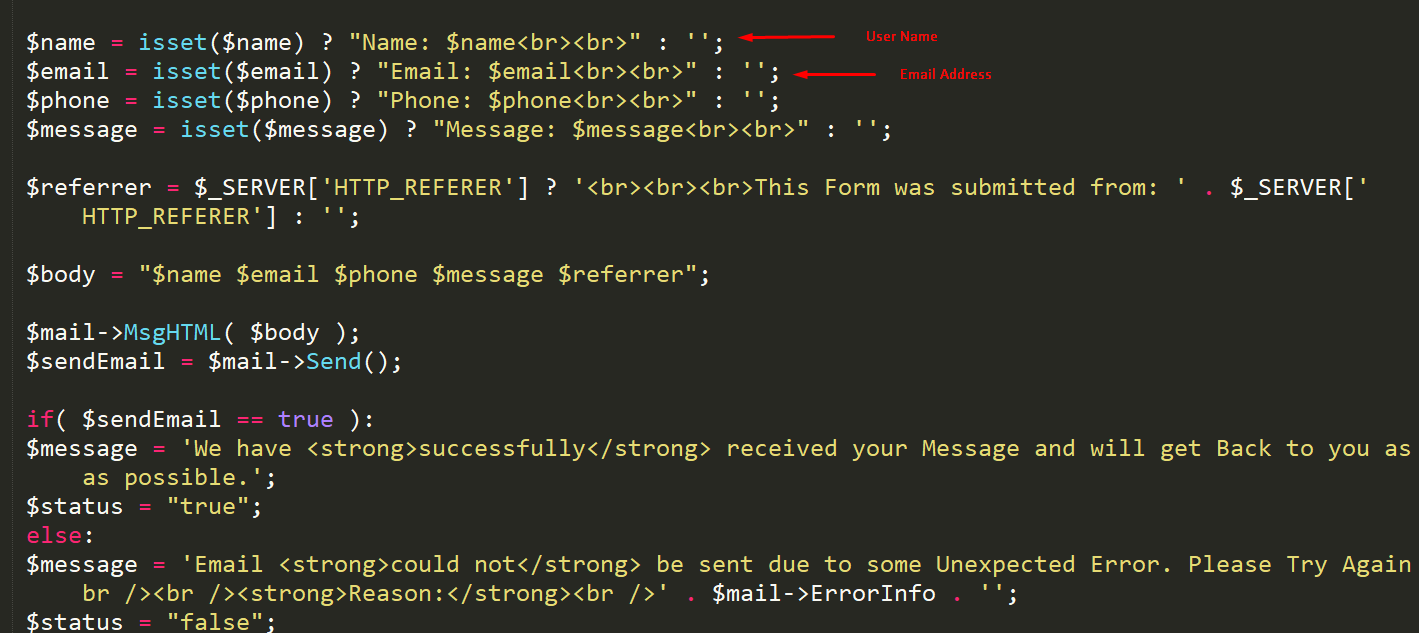 $name = isset($name) ? "Name: $name<br><br>" : ''; User Name
$email = isset($email) ? "Email: $email<br><br>" : ''; Email Address
$phone = isset($phone) ? "Phone: $phone<br><br>" : '';
$message = isset($message) ? "Message: $message<br><br>" : '';
$referrer = $_SERVER['HTTP_REFERER'] ? '<br><br><br>This Form was submitted from: ' . $_SERVER['
HTTP_REFERER'] : '';
$body = "$name $email $phone $message $referrer";
$mail->MsgHTML( $body );
$sendEmail = $mail->Send();
if( $sendEmail == true ):
$message = 'We have <strong>successfully</strong> received your Message and will get Back to you as
as possible.';
$status = "true";
else:
$message = 'Email <strong>could not</strong> be sent due to some Unexpected Error. Please Try Again
br /><br /><strong>Reason:</strong><br />' . $mail->ErrorInfo . '';
$status = "false";